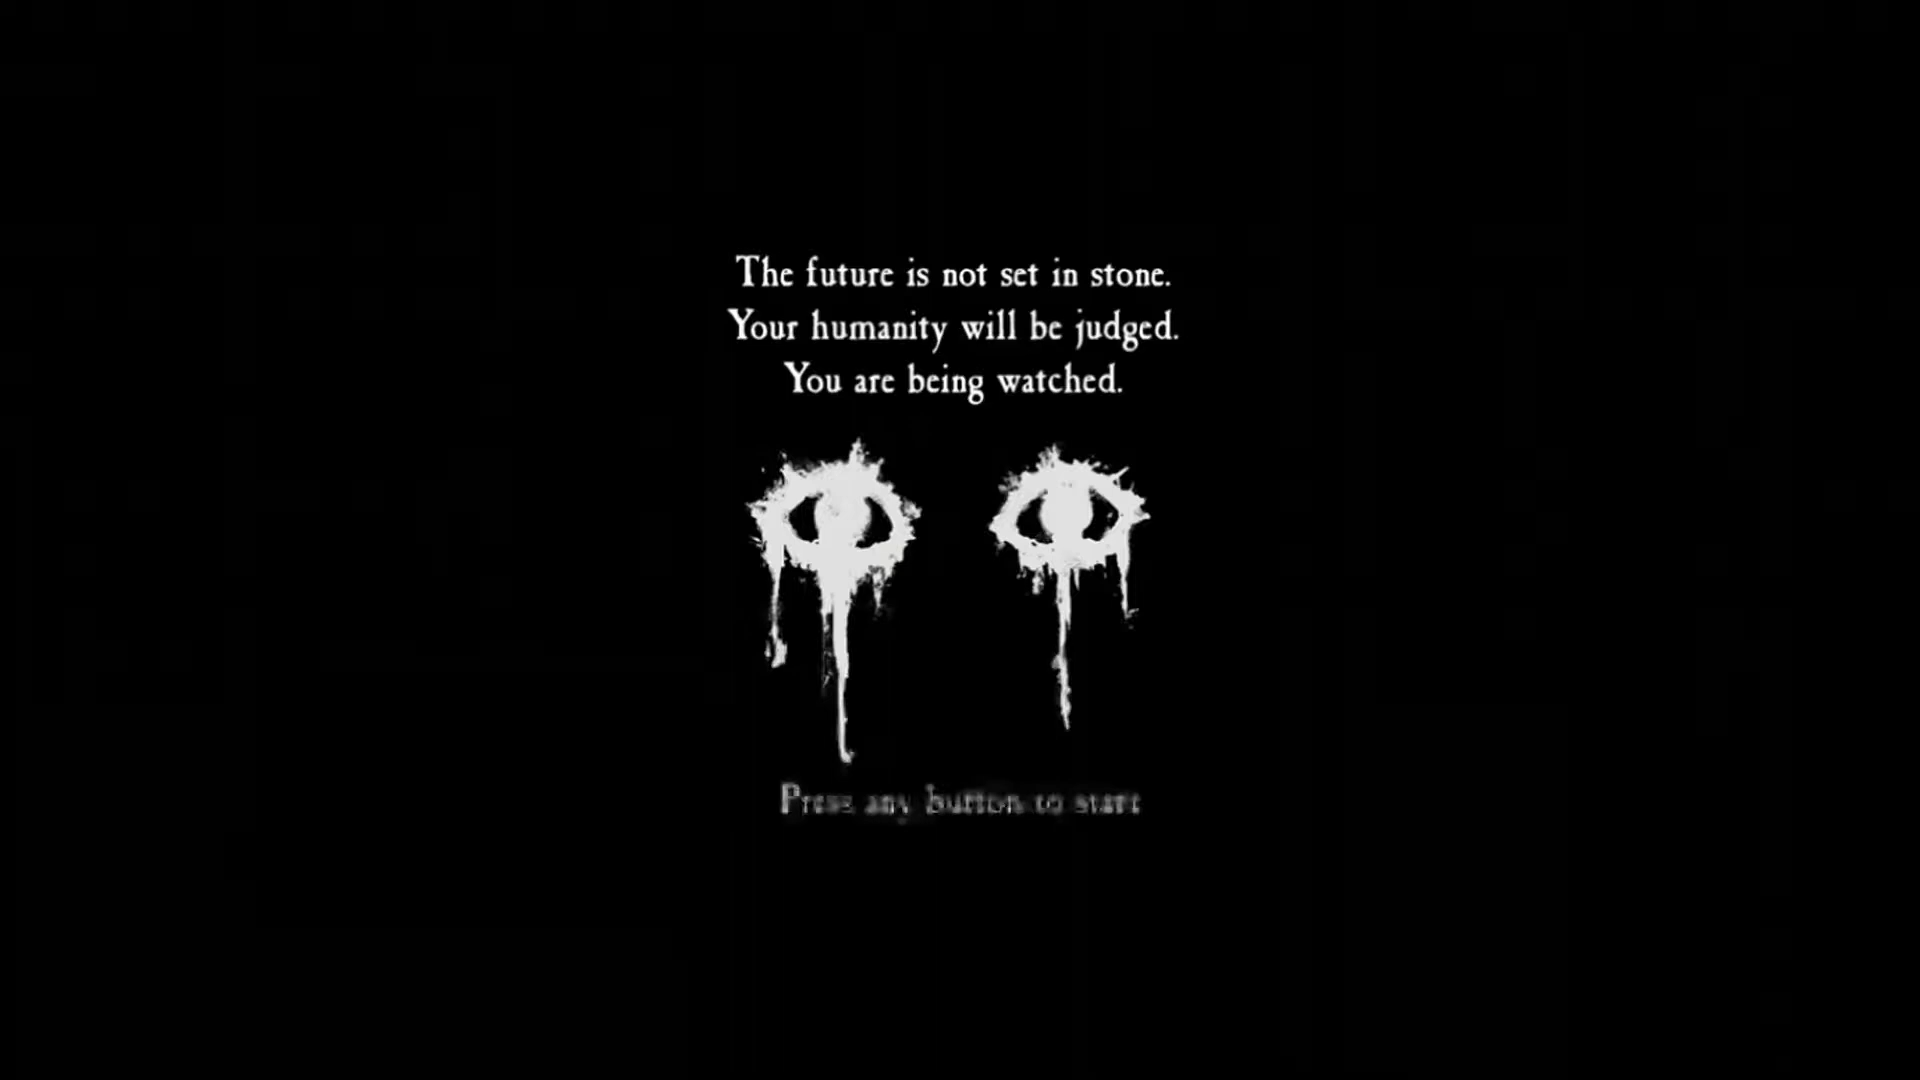 The future is not set in stone.
Your humanity will be judged.
You are being watched.
Press any button to start